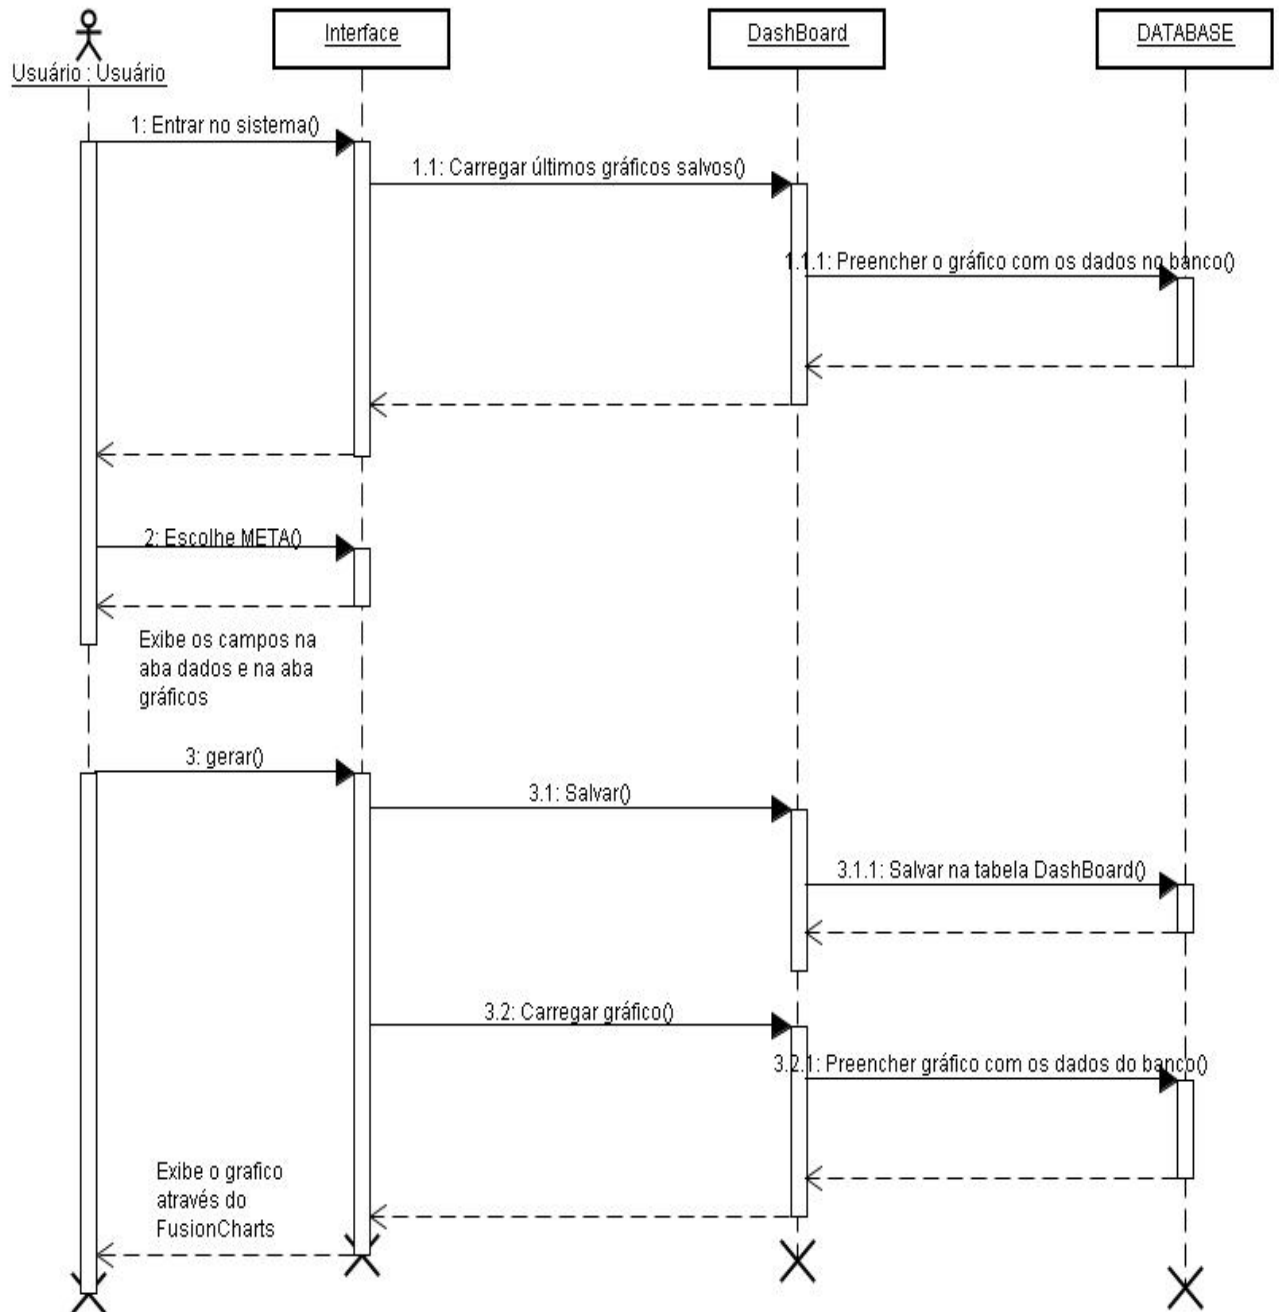 Usuário : Usuário
Interface
DashBoard
DATABASE
1: Entrar no sistema()
1.1: Carregar últimos gráficos salvos()
1.1.1: Preencher o gráfico com os dados no banco()
2: Escolhe META()
Exibe os campos na
aba dados e na aba
gráficos
3: gerar()
3.1: Salvar()
3.1.1: Salvar na tabela DashBoard()
3.2: Carregar gráfico()
3.2.1: Preencher gráfico com os dados do banco()
Exibe o grafico
através do
FusionCharts